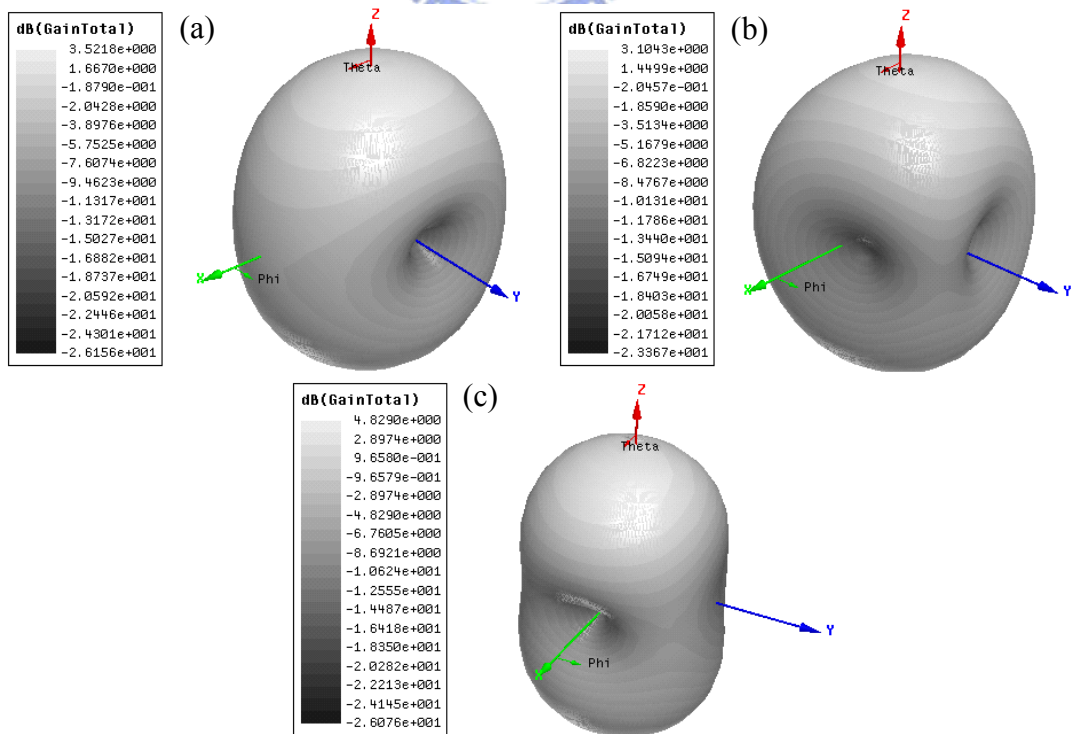 (a)
dB(GainTotal)
3.5218e+000
1.6670e+000
-1.8790e-001
-2.0428e+000
-3.8976e+000
-5.7525e+000
-7.6074e+000
-9.4623e+000
-1.1317e+001
-1.3172e+001
-1.5027e+001
-1.6882e+001
-1.8737e+001
-2.0592e+001
-2.2446e+001
-2.4301e+001
-2.6156e+001
Z
Theta
X
Phi
Y
(b)
dB(GainTotal)
3.1043e+000
1.4499e+000
-2.0457e-001
-1.8590e+000
-3.5134e+000
-5.1679e+000
-6.8223e+000
-8.4767e+000
-1.0131e+001
-1.1786e+001
-1.3440e+001
-1.5094e+001
-1.6749e+001
-1.8403e+001
-2.0058e+001
-2.1712e+001
-2.3367e+001
Z
Theta
X
Phi
Y
(c)
dB(GainTotal)
4.8290e+000
2.8974e+000
9.6580e-001
-9.6579e-001
-2.8974e+000
-4.8290e+000
-6.7605e+000
-8.6921e+000
-1.0624e+001
-1.2555e+001
-1.4487e+001
-1.6418e+001
-1.8350e+001
-2.0282e+001
-2.2213e+001
-2.4145e+001
-2.6076e+001
Z
Theta
X
Phi
Y